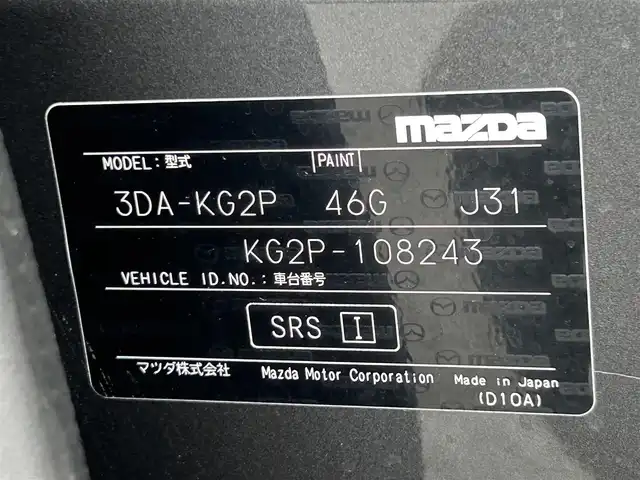 mazda
MODEL: 型式 PAINT
3DA-KG2P 46G J31
KG2P-108243
VEHICLE ID.NO.: 車台番号
SRS I
マツダ株式会社 Mazda Motor Corporation Made in Japan
(D10A)